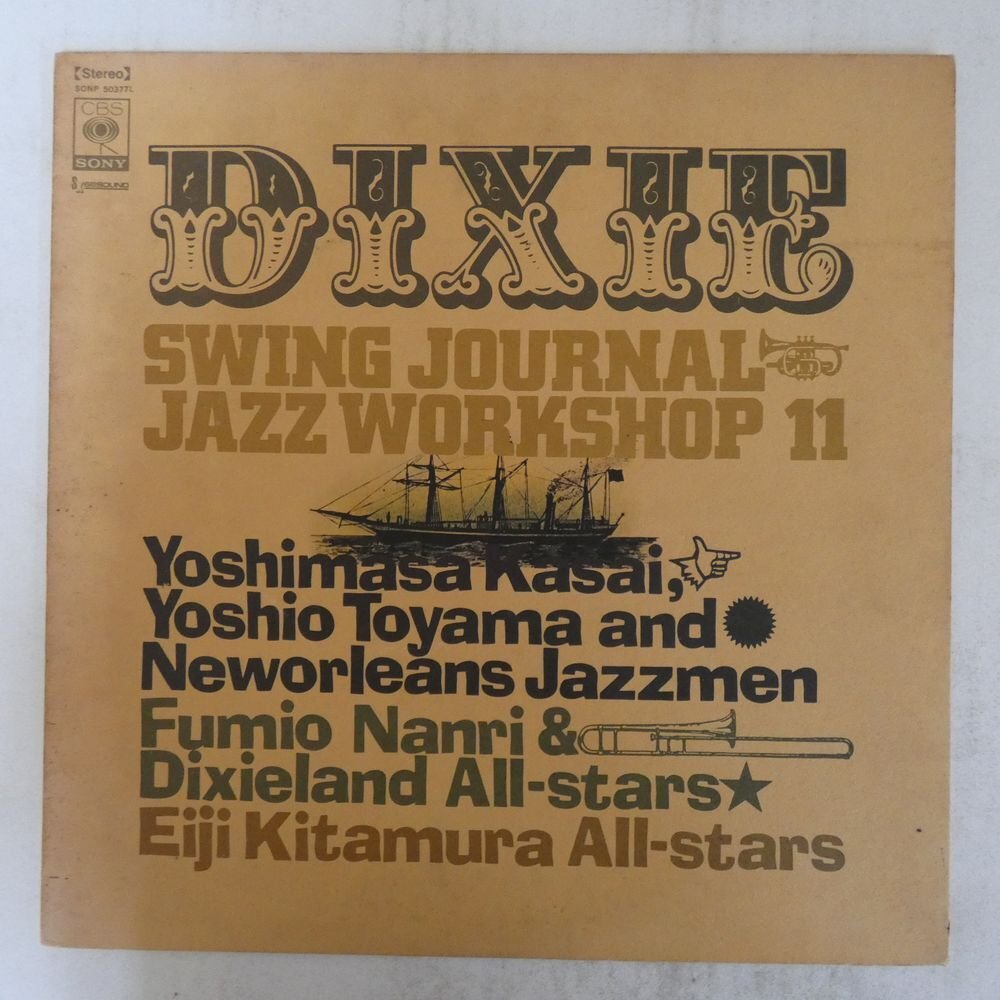 【Stereo】
SONP 50377L
CBS
SONY
DIXIE
SWING JOURNAL
JAZZ WORKSHOP 11
Yoshimasa Kasai,
Yoshio Toyama and
Neworleans Jazzmen
Fumio Nanri &
Dixieland All-stars★
Eiji Kitamura All-stars